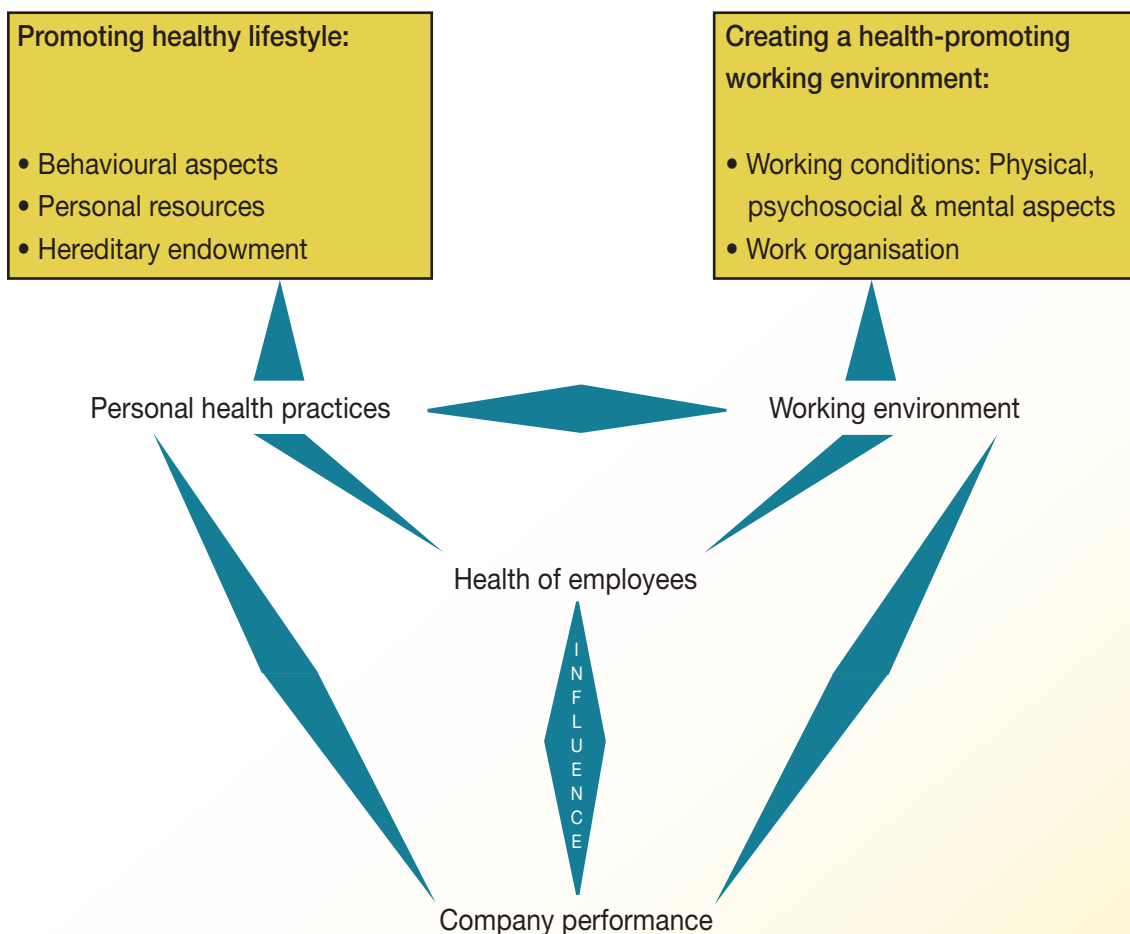 Promoting healthy lifestyle:
• Behavioural aspects
• Personal resources
• Hereditary endowment
Creating a health-promoting
working environment:
• Working conditions: Physical,
psychosocial & mental aspects
• Work organisation
Personal health practices
Working environment
Health of employees
INFLUENCE
Company performance